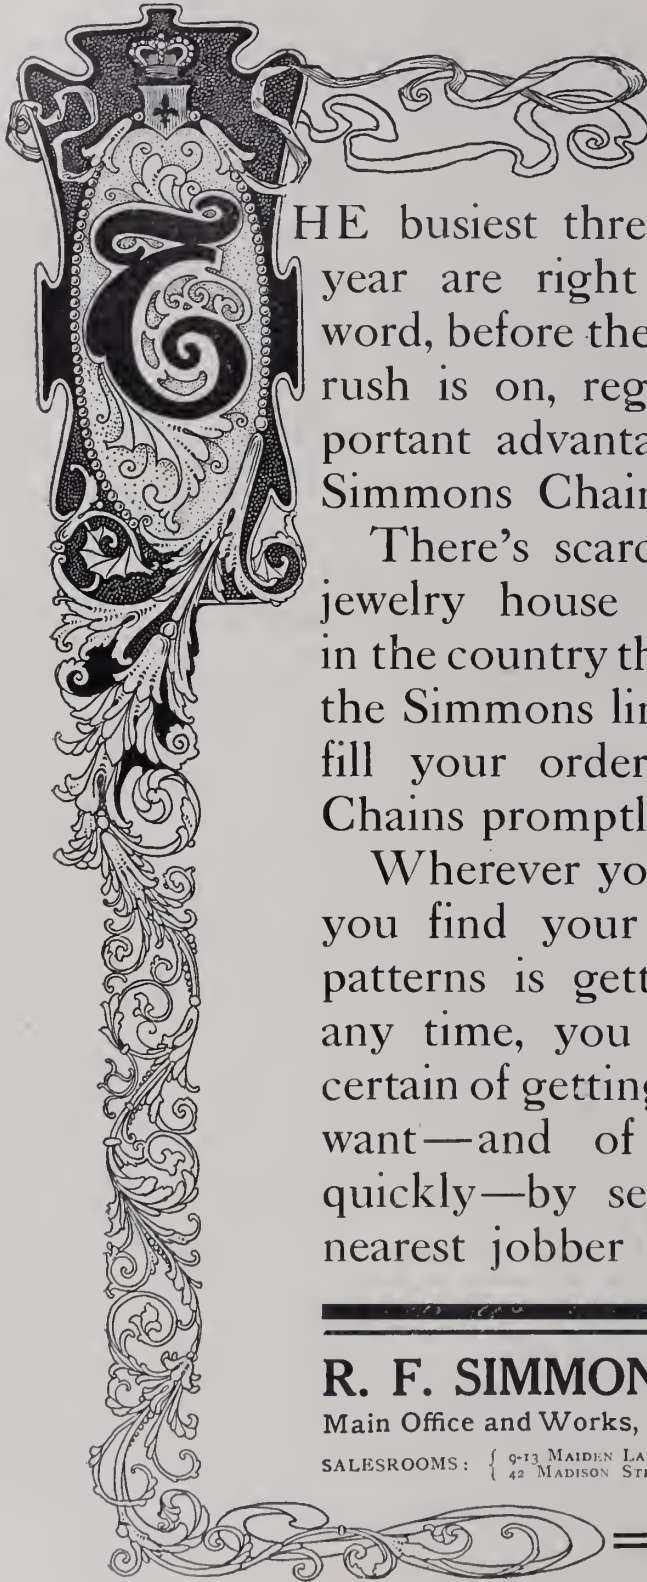 THE busiest thre
year are right
word, before the
rush is on, reg
portant advanta
Simmons Chain
There's scarc
jewelry house
in the country th
the Simmons lin
fill your order
Chains promptl
Wherever yo
you find your
patterns is gett
any time, you
certain of getting
want—and of
quickly—by se
nearest jobber
R. F. SIMMON
Main Office and Works,
SALESROOMS: { 9-13 MAIDEN LA
42 MADISON STR